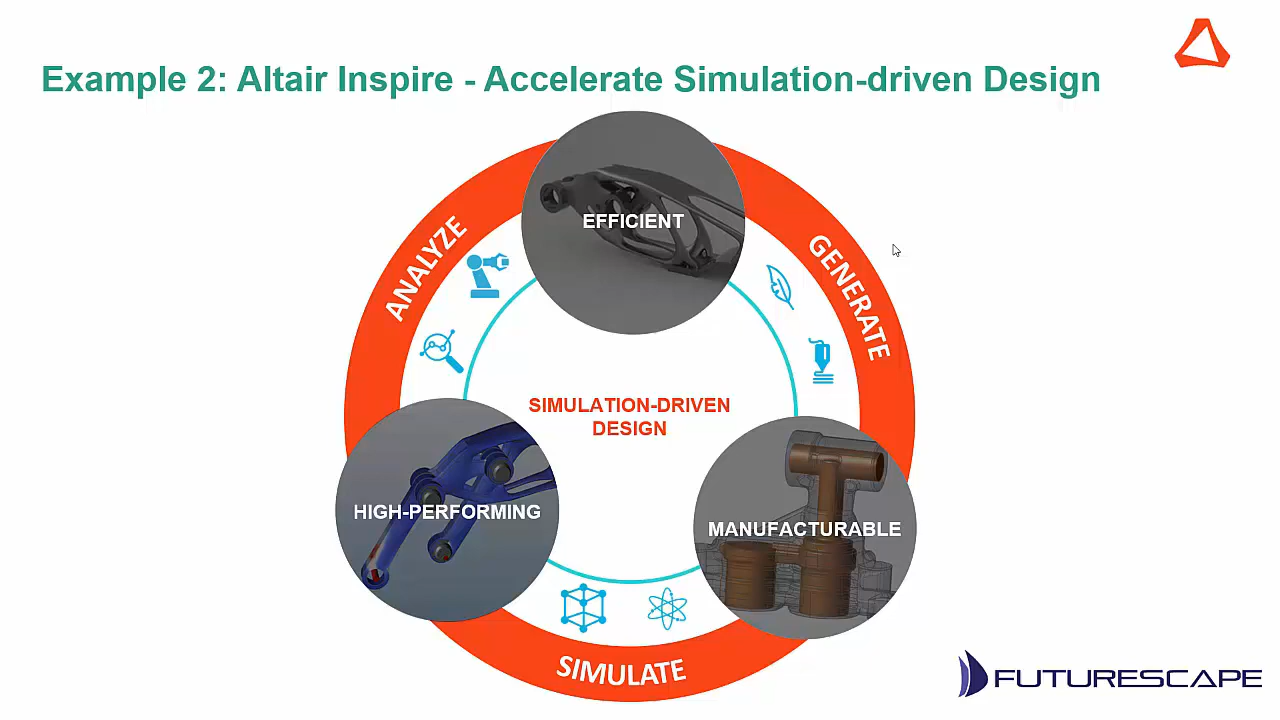 Example 2: Altair Inspire - Accelerate Simulation-driven Design
EFFICIENT
ANALYZE
GENERATE
SIMULATION-DRIVEN
DESIGN
HIGH-PERFORMING
MANUFACTURABLE
SIMULATE
FUTURESCAPE